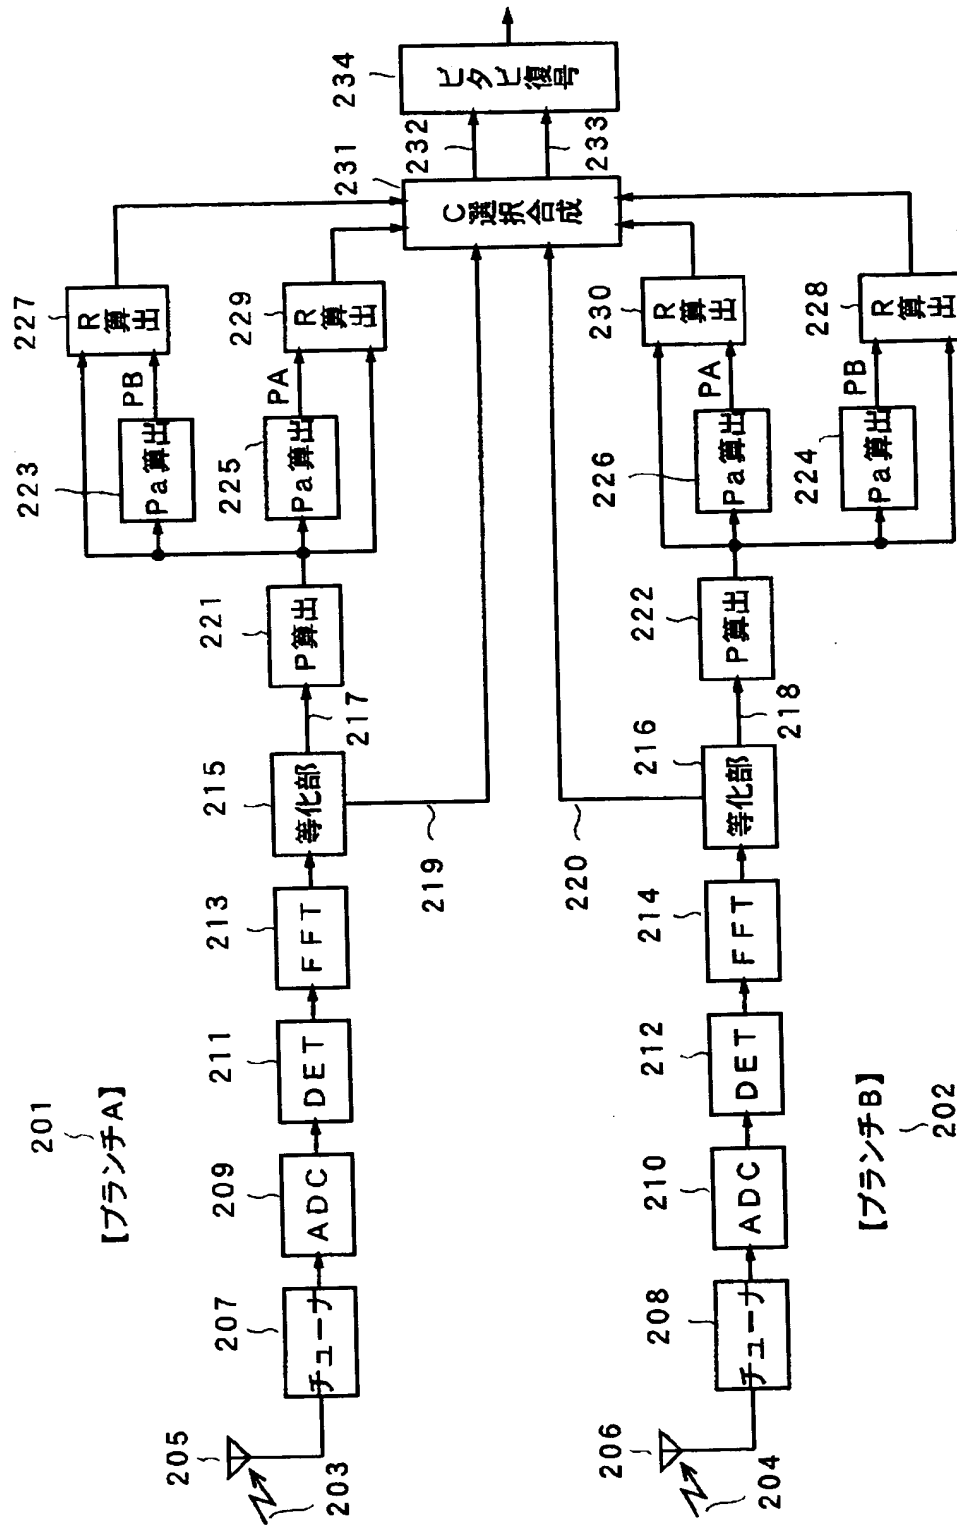 201
【ブランチA】
205
203
207
チューナ
209
ADC
211
DET
213
FFT
215
等化部
217
219
221
P算出
223
Pa算出
PB
225
Pa算出
PA
227
R算出
229
R算出
231
C選択合成
232
233
234
ビタビ復号
【ブランチB】
202
206
204
208
チューナ
210
ADC
212
DET
214
FFT
216
等化部
218
220
222
P算出
226
Pa算出
PA
224
Pa算出
PB
230
R算出
228
R算出